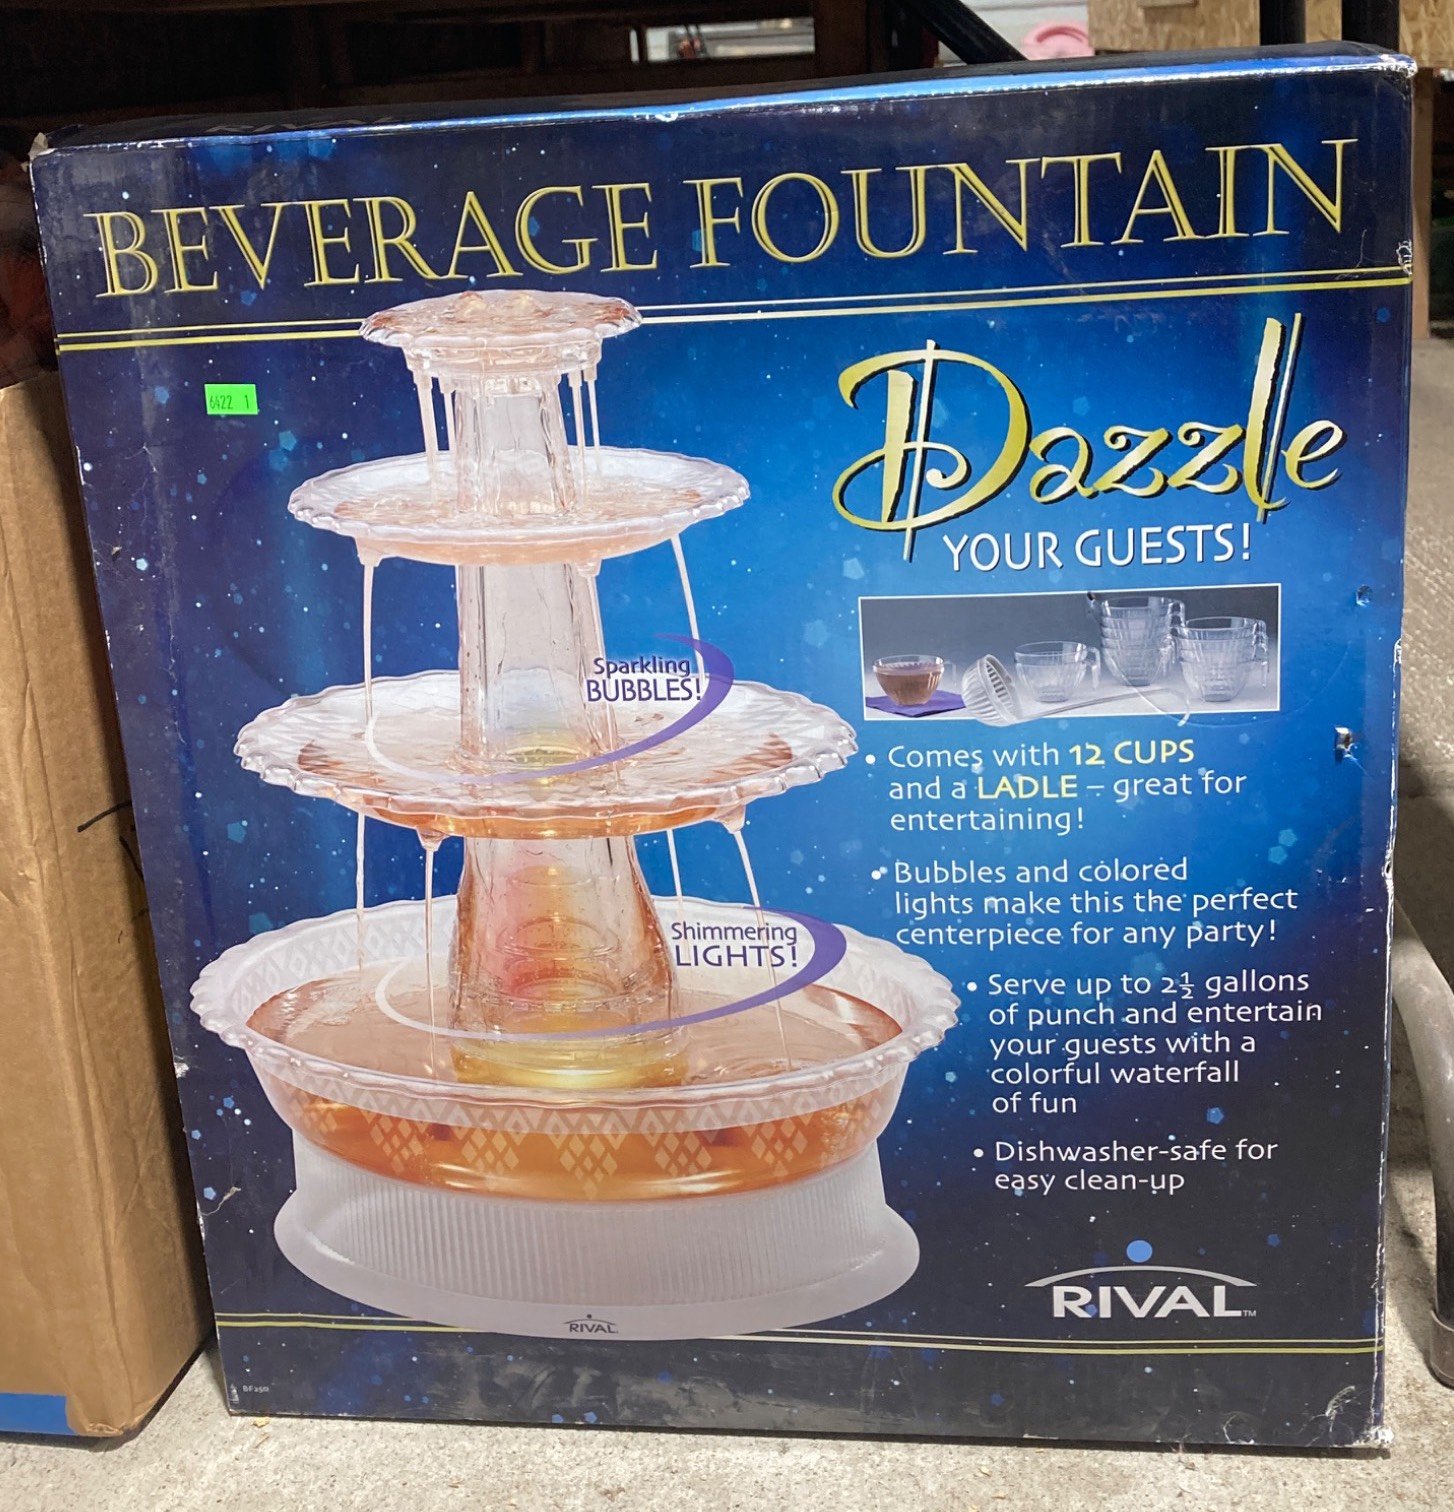 BEVERAGE FOUNTAIN
6422 1
Dazzle
YOUR GUESTS!
Sparkling
BUBBLES!
• Comes with 12 CUPS
and a LADLE – great for
entertaining!
• Bubbles and colored
lights make this the perfect
centerpiece for any party!
Shimmering
LIGHTS!
• Serve up to 2½ gallons
of punch and entertain
your guests with a
colorful waterfall
of fun
• Dishwasher-safe for
easy clean-up
RIVAL™
RIVAL
BF250